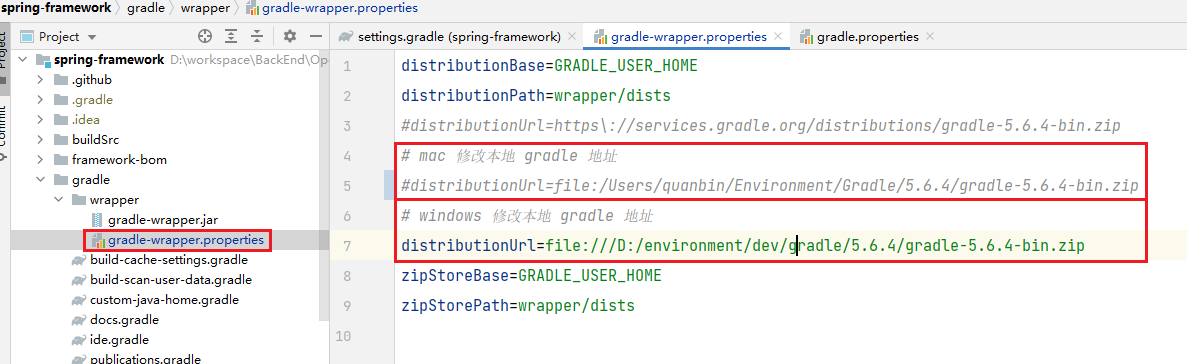 spring-framework gradle wrapper gradle-wrapper.properties
Project
settings.gradle (spring-framework)
gradle-wrapper.properties
gradle.properties
Project
Commit
spring-framework D:\workspace\BackEnd\Op
.github
.gradle
.idea
buildSrc
framework-bom
gradle
wrapper
gradle-wrapper.jar
gradle-wrapper.properties
build-cache-settings.gradle
build-scan-user-data.gradle
custom-java-home.gradle
docs.gradle
ide.gradle
publications.gradle
1 distributionBase=GRADLE_USER_HOME
2 distributionPath=wrapper/dists
3 #distributionUrl=https\://services.gradle.org/distributions/gradle-5.6.4-bin.zip
4 # mac 修改本地 gradle 地址
5 #distributionUrl=file:/Users/quanbin/Environment/Gradle/5.6.4/gradle-5.6.4-bin.zip
6 # windows 修改本地 gradle 地址
7 distributionUrl=file:///D:/environment/dev/gradle/5.6.4/gradle-5.6.4-bin.zip
8 zipStoreBase=GRADLE_USER_HOME
9 zipStorePath=wrapper/dists
10